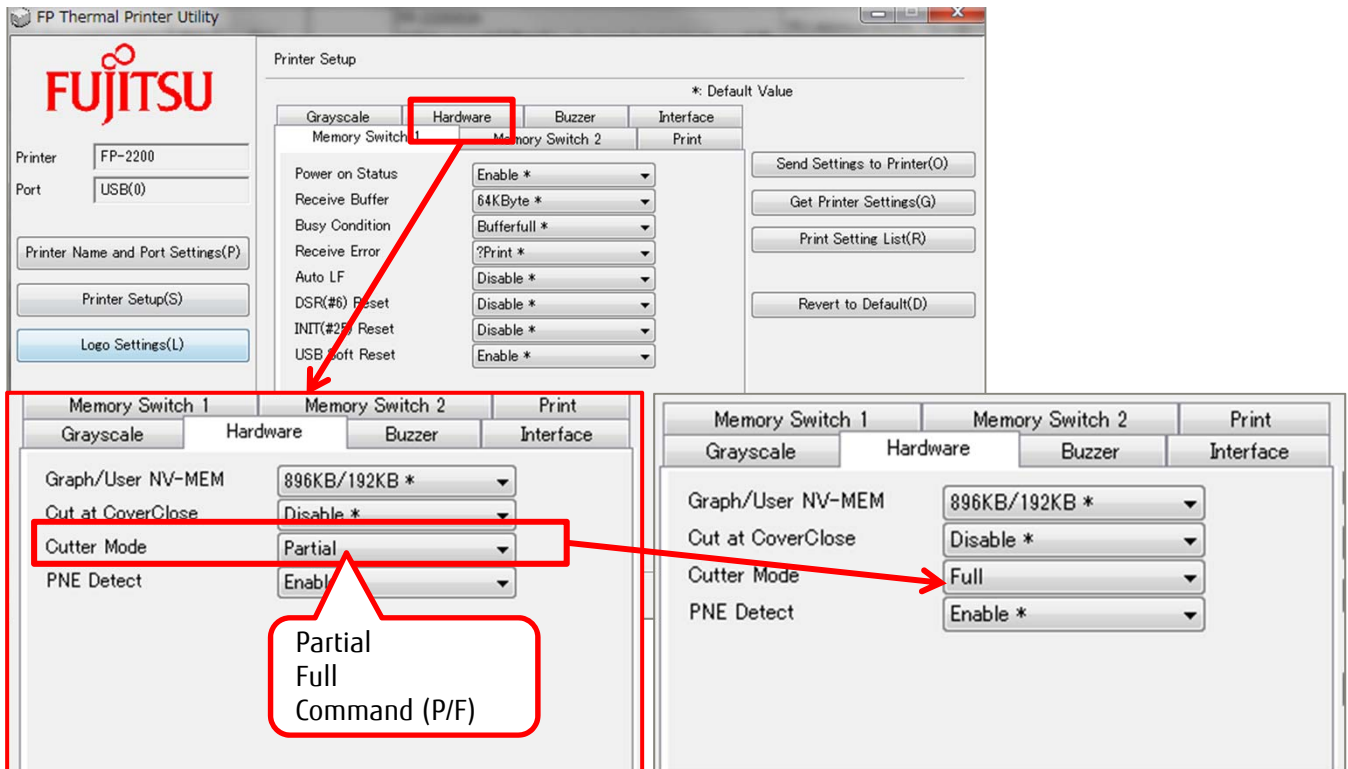 FP Thermal Printer Utility
FUJITSU
Printer FP-2200
Port USB(0)
Printer Name and Port Settings(P)
Printer Setup(S)
Logo Settings(L)
Printer Setup
*: Default Value
Grayscale Hardware Buzzer Interface
Memory Switch 1 Memory Switch 2 Print
Power on Status Enable *
Receive Buffer 64KByte *
Busy Condition Bufferfull *
Receive Error ?Print *
Auto LF Disable *
DSR(#6) Reset Disable *
INIT(#25) Reset Disable *
USB Soft Reset Enable *
Send Settings to Printer(O)
Get Printer Settings(G)
Print Setting List(R)
Revert to Default(D)
Memory Switch 1 Memory Switch 2 Print
Grayscale Hardware Buzzer Interface
Graph/User NV-MEM 896KB/192KB *
Cut at CoverClose Disable *
Cutter Mode Partial
PNE Detect Enable
Partial
Full
Command (P/F)
Memory Switch 1 Memory Switch 2 Print
Grayscale Hardware Buzzer Interface
Graph/User NV-MEM 896KB/192KB *
Cut at CoverClose Disable *
Cutter Mode Full
PNE Detect Enable *